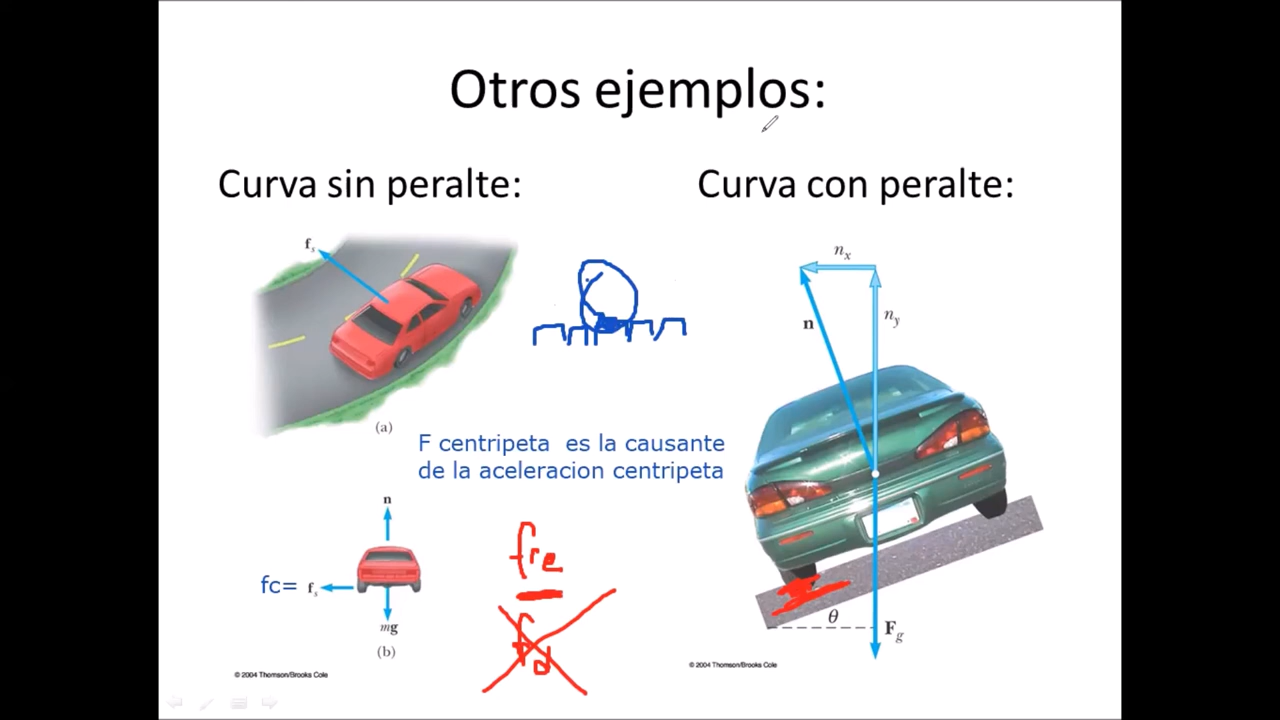 Otros ejemplos:
Curva sin peralte:
Curva con peralte:
fs
(a)
F centripeta es la causante
de la aceleracion centripeta
n
fc= fs
mg
(b)
© 2004 Thomson/Brooks Cole
fre
fd
nx
n
ny
θ
Fg
© 2004 Thomson/Brooks Cole